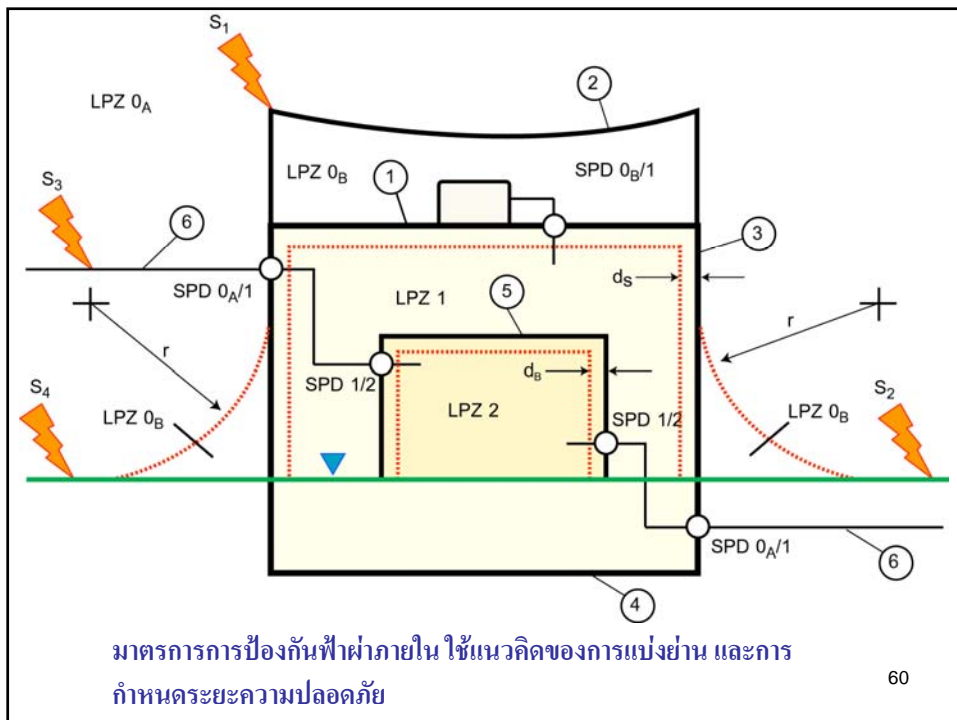 S1
2
LPZ 0A
LPZ 0B
SPD 0B/1
1
S3
6
3
SPD 0A/1
LPZ 1
5
dS
r
r
SPD 1/2
dB
S4
LPZ 2
SPD 1/2
S2
LPZ 0B
LPZ 0B
SPD 0A/1
6
4
มาตรการการป้องกันฟ้าผ่าภายใน ใช้แนวคิดของการแบ่งย่าน และการ
กำหนดระยะความปลอดภัย
60